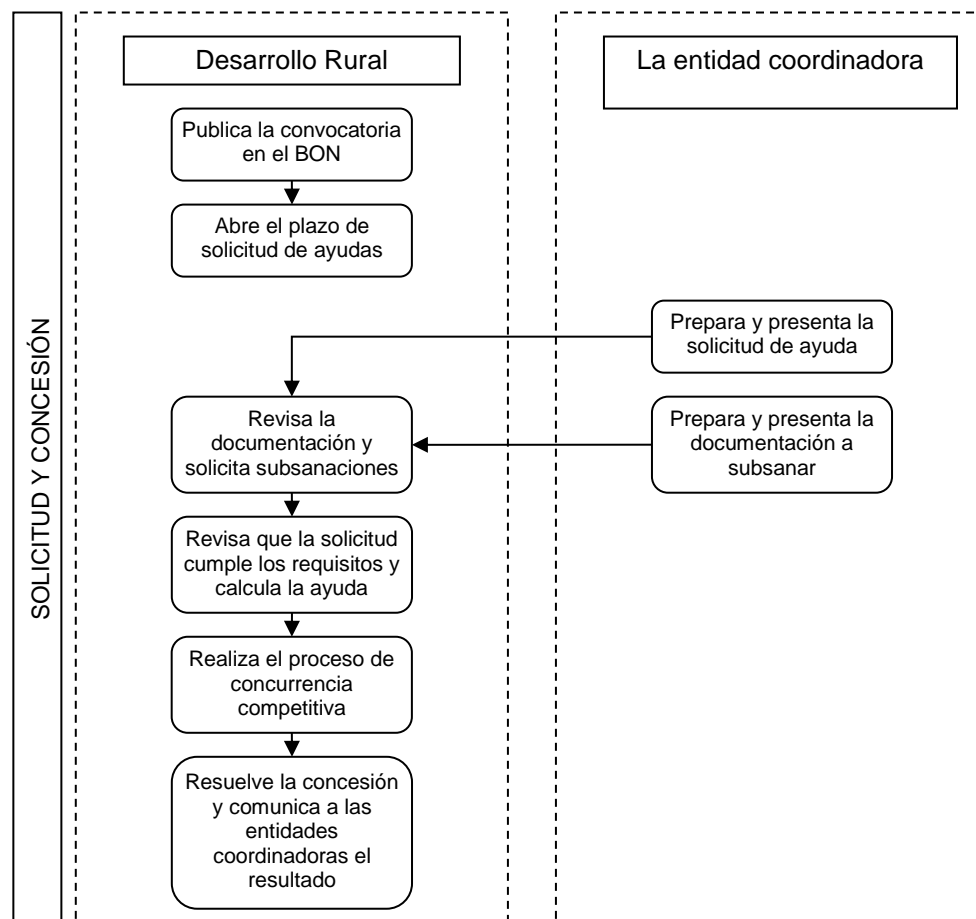 SOLICITUD Y CONCESIÓN
Desarrollo Rural
La entidad coordinadora
Publica la convocatoria
en el BON
Abre el plazo de
solicitud de ayudas
Prepara y presenta la
solicitud de ayuda
Revisa la
documentación y
solicita subsanaciones
Prepara y presenta la
documentación a
subsanar
Revisa que la solicitud
cumple los requisitos y
calcula la ayuda
Realiza el proceso de
concurrencia
competitiva
Resuelve la concesión
y comunica a las
entidades
coordinadoras el
resultado